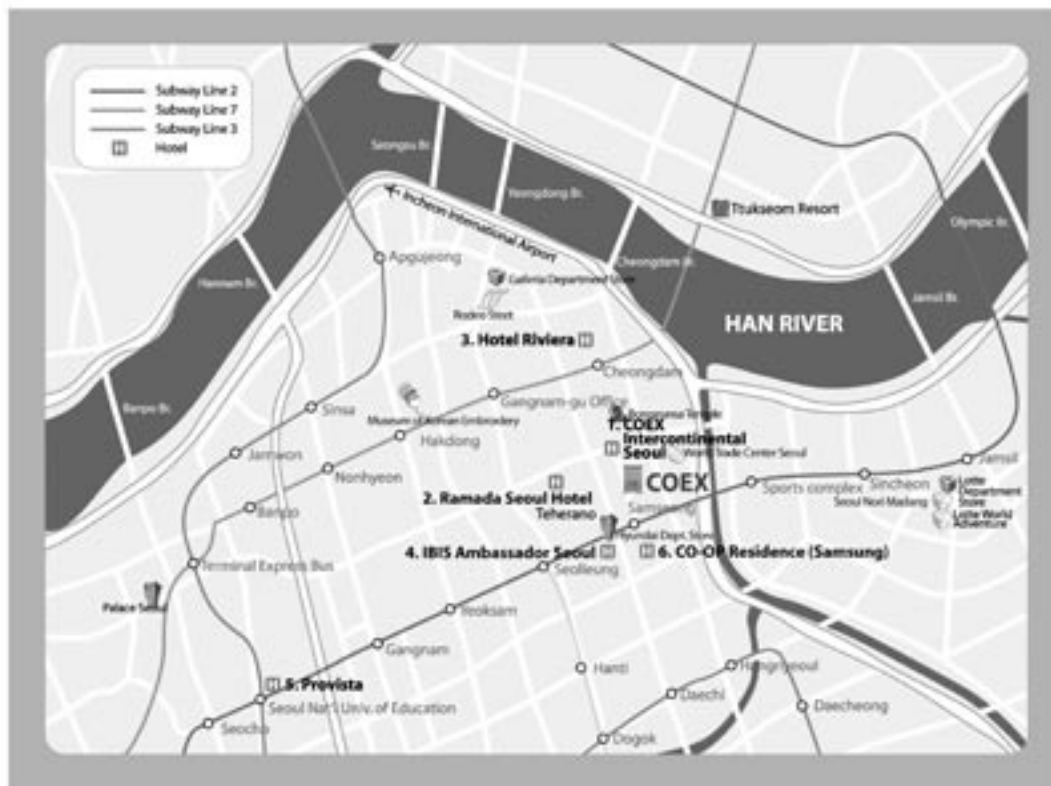 Subway Line 2
Subway Line 7
Subway Line 3
Hotel
Seongsu Br.
Yeongdong Br.
Incheon International Airport
Ttukseom Resort
Olympic Br.
Hannam Br.
Apgujeong
Galleria Department Store
Cheongdam Br.
Jamsil Br.
Rodeo Street
HAN RIVER
3. Hotel Riviera
Cheongdam
Banpo Br.
Sinsa
Museum of Korean Embroidery
Gangnam-gu Office
Bongeunsa Temple
1. COEX
Intercontinental
Seoul
World Trade Center Seoul
Hakdong
Jamwon
Nonhyeon
Jamsil
Sincheon
Sports complex
COEX
2. Ramada Seoul Hotel
Teherano
Seoul Nori Madang
Lotte
Department
Store
Lotte World
Adventure
Banpo
Hyundai Dept. Store
4. IBIS Ambassador Seoul
6. CO-OP Residence (Samsung)
Terminal Express Bus
Seolleung
Palace Seoul
Yeoksam
Gangnam
Hanti
Daechi
Daecheong
5. Provista
Seoul Nat'l Univ. of Education
Seocho
Dogok